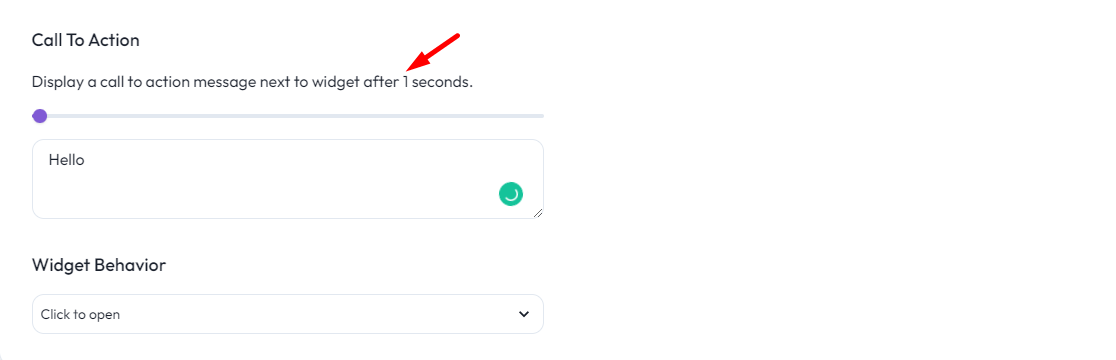 Call To Action
Display a call to action message next to widget after 1 seconds.
Hello
Widget Behavior
Click to open